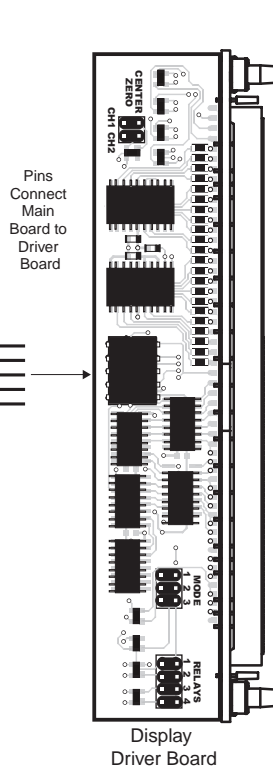 CENTER
ZERO
CH1 CH2
Pins
Connect
Main
Board to
Driver
Board
MODE
1
2
3
RELAYS
1
2
3
4
Display
Driver Board